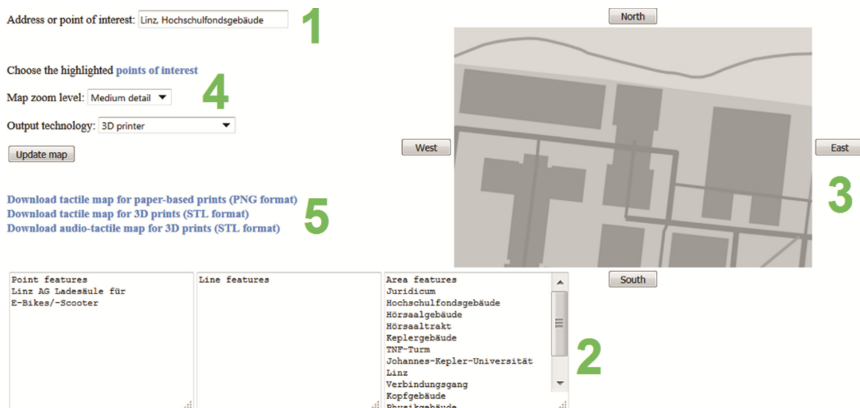 Address or point of interest: Linz, Hochschulfondsgebäude
1
Choose the highlighted points of interest
Map zoom level: Medium detail
4
Output technology: 3D printer
Update map
Download tactile map for paper-based prints (PNG format)
Download tactile map for 3D prints (STL format)
Download audio-tactile map for 3D prints (STL format)
5
North
West
East
3
South
Point features
Linz AG Ladesäule für
E-Bikes/-Scooter
Line features
Area features
Juridicum
Hochschulfondsgebäude
Hörsaalgebäude
Hörsaaltrakt
Keplergebäude
TNF-Turm
Johannes-Kepler-Universität
Linz
Verbindungsgang
Kopfgebäude
Physikgebäude
2